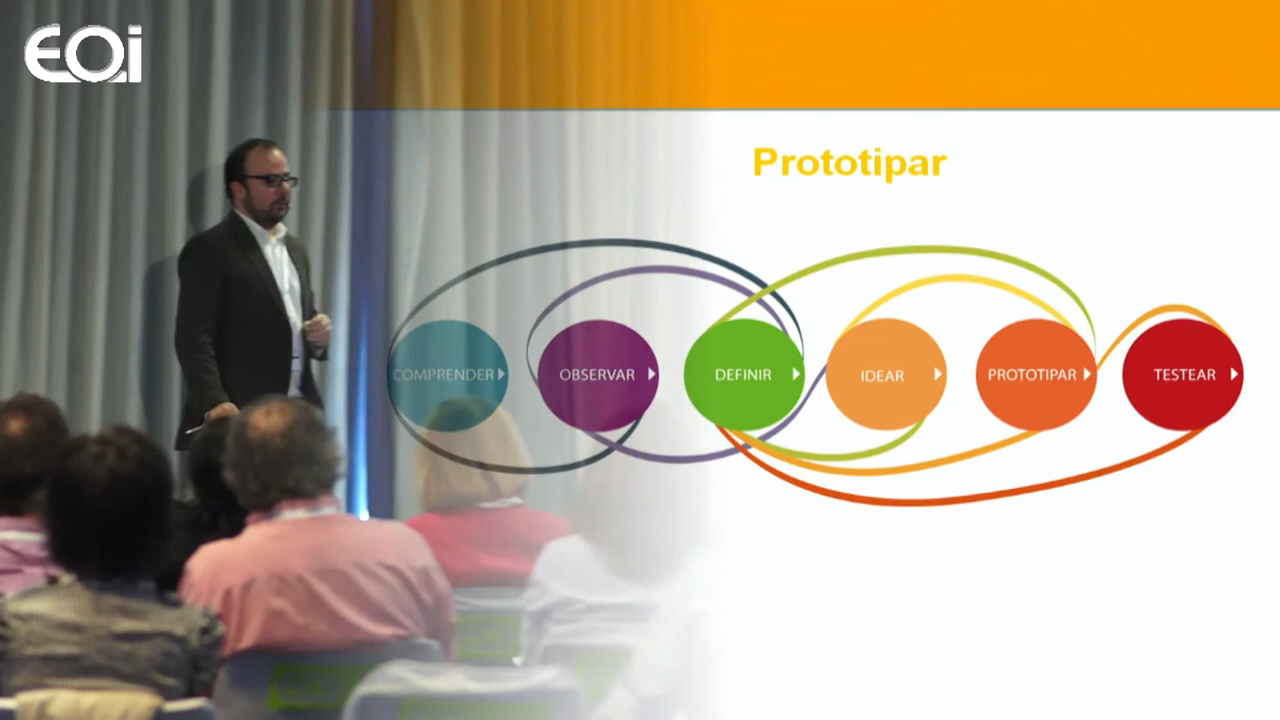 EOi
Prototipar
COMPRENDER
OBSERVAR
DEFINIR
IDEAR
PROTOTIPAR
TESTEAR